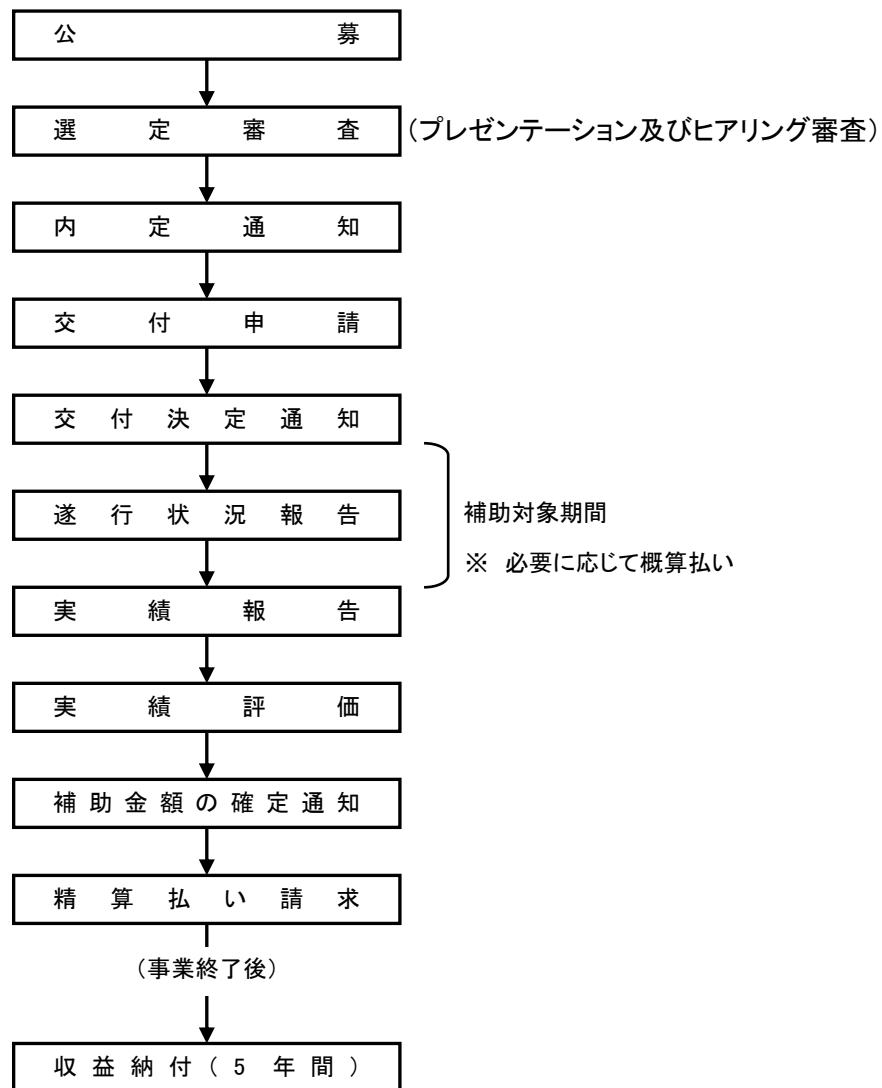 公募
選定審査 (プレゼンテーション及びヒアリング審査)
内定通知
交付申請
交付決定通知
遂行状況報告
補助対象期間
※ 必要に応じて概算払い
実績報告
実績評価
補助金額の確定通知
精算払い請求
(事業終了後)
収益納付(5 年間)